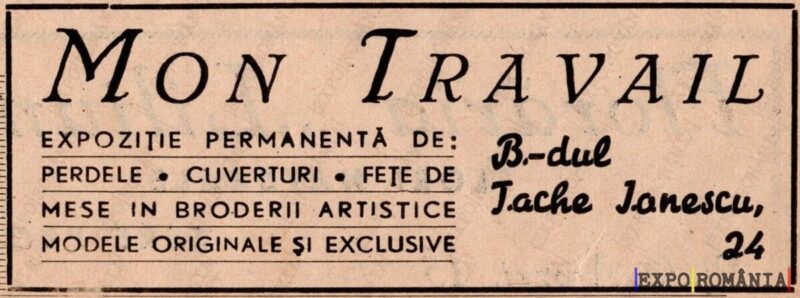 MON TRAVAIL
EXPOZIŢIE PERMANENTĂ DE:
PERDELE • CUVERTURI • FEŢE DE
MESE IN BRODERII ARTISTICE
MODELE ORIGINALE ŞI EXCLUSIVE
B.-dul
Tache Ionescu,
24
EXPO ROMÂNIA